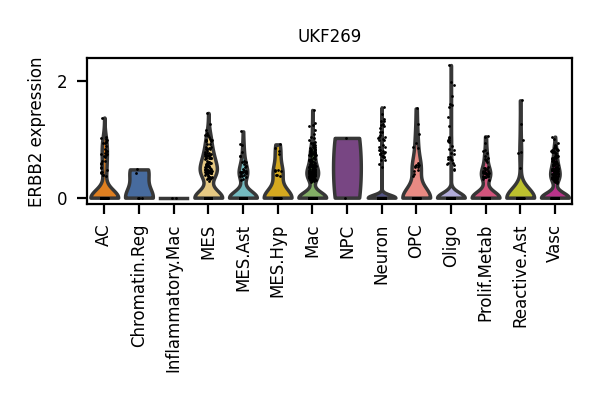 UKF269
ERBB2 expression
2
0
AC
Chromatin.Reg
Inflammatory.Mac
MES
MES.Ast
MES.Hyp
Mac
NPC
Neuron
OPC
Oligo
Prolif.Metab
Reactive.Ast
Vasc